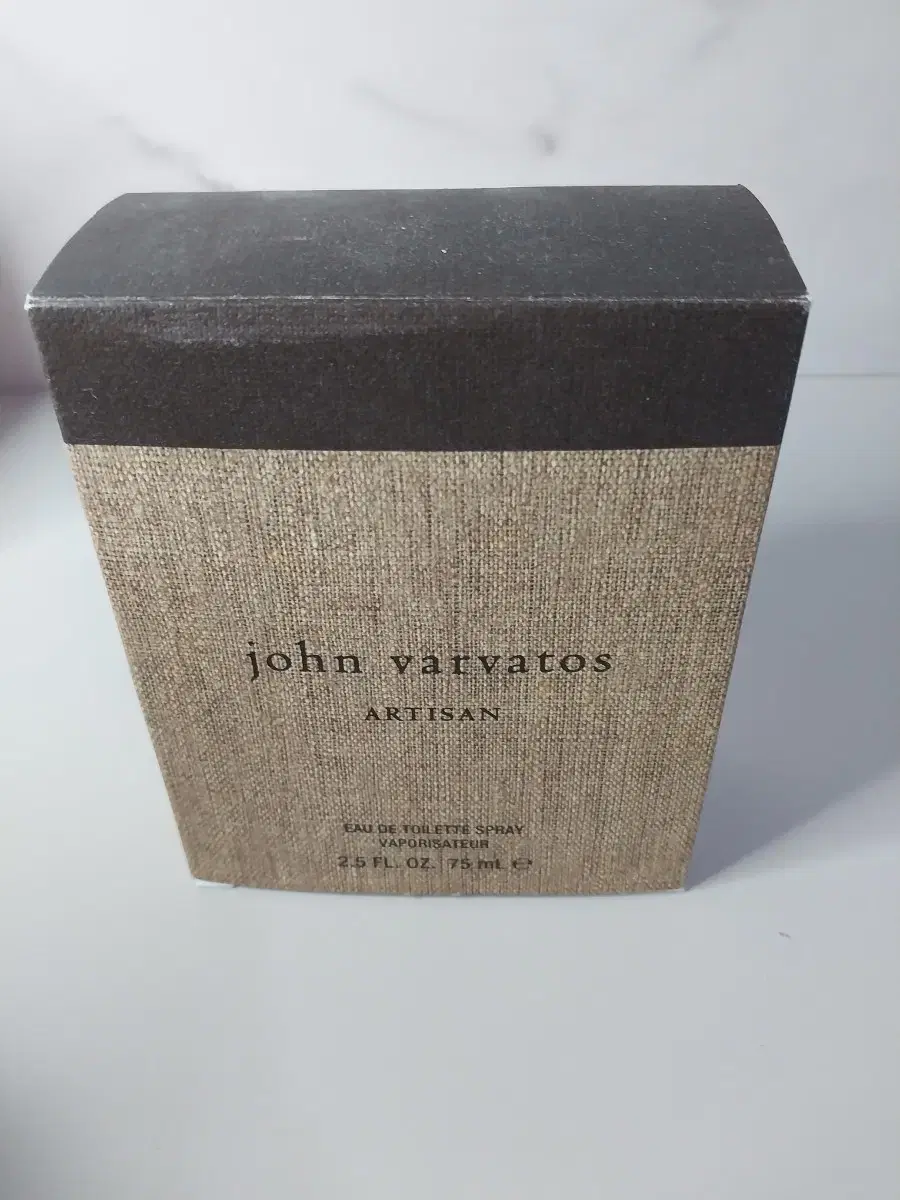 john varvatos
ARTISAN
EAU DE TOILETTE SPRAY
VAPORISATEUR
2.5 FL. OZ. 75 mL ℮